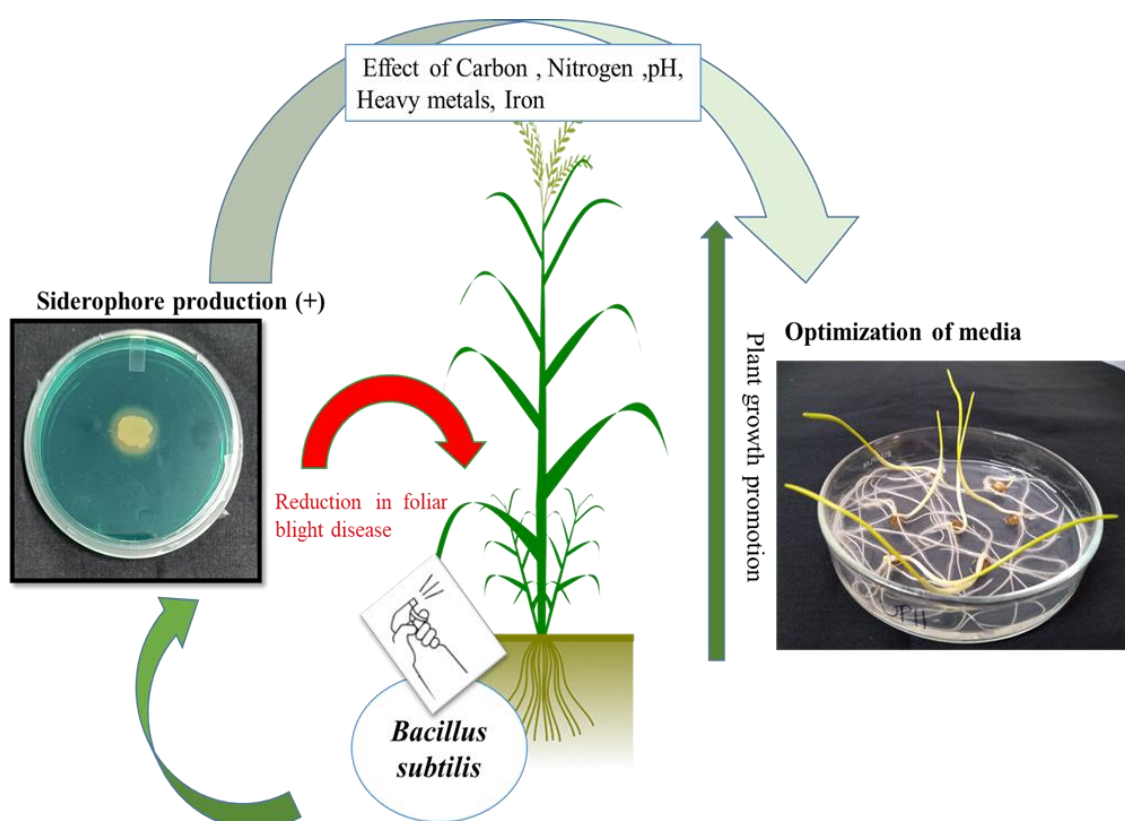 Effect of Carbon , Nitrogen ,pH,
Heavy metals, Iron
Siderophore production (+)
Reduction in foliar
blight disease
Plant growth promotion
Optimization of media
Bacillus
subtilis